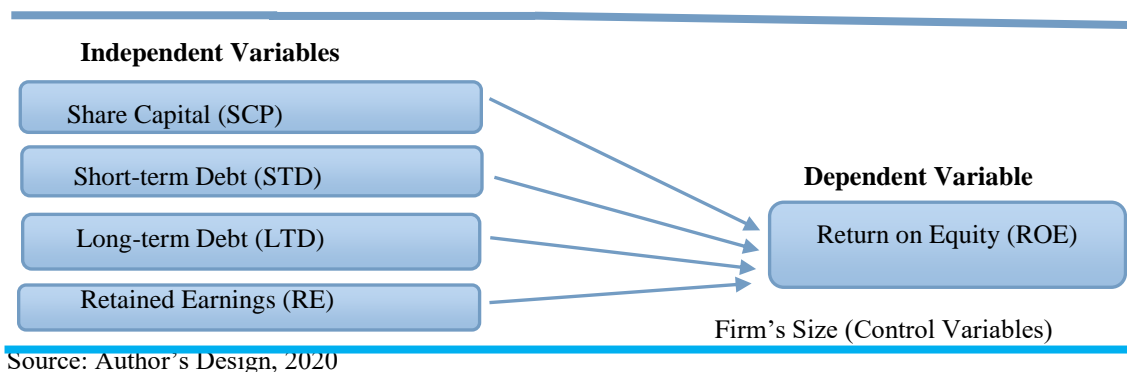 Independent Variables
Share Capital (SCP)
Short-term Debt (STD)
Long-term Debt (LTD)
Retained Earnings (RE)
Dependent Variable
Return on Equity (ROE)
Firm's Size (Control Variables)
Source: Author's Design, 2020